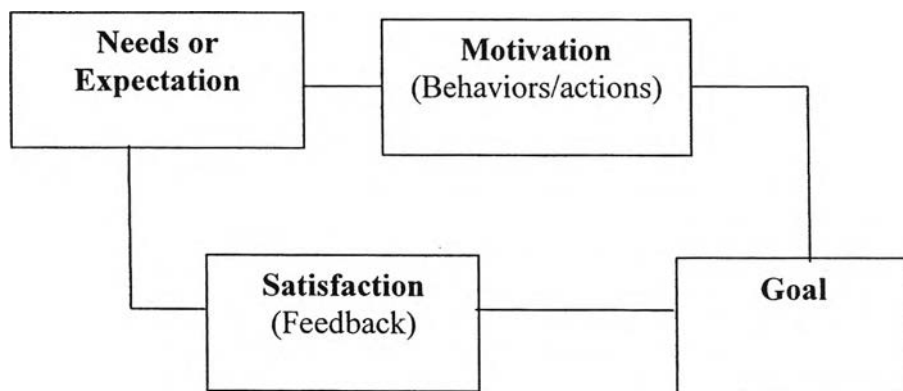 Needs or
Expectation
Motivation
(Behaviors/actions)
Satisfaction
(Feedback)
Goal